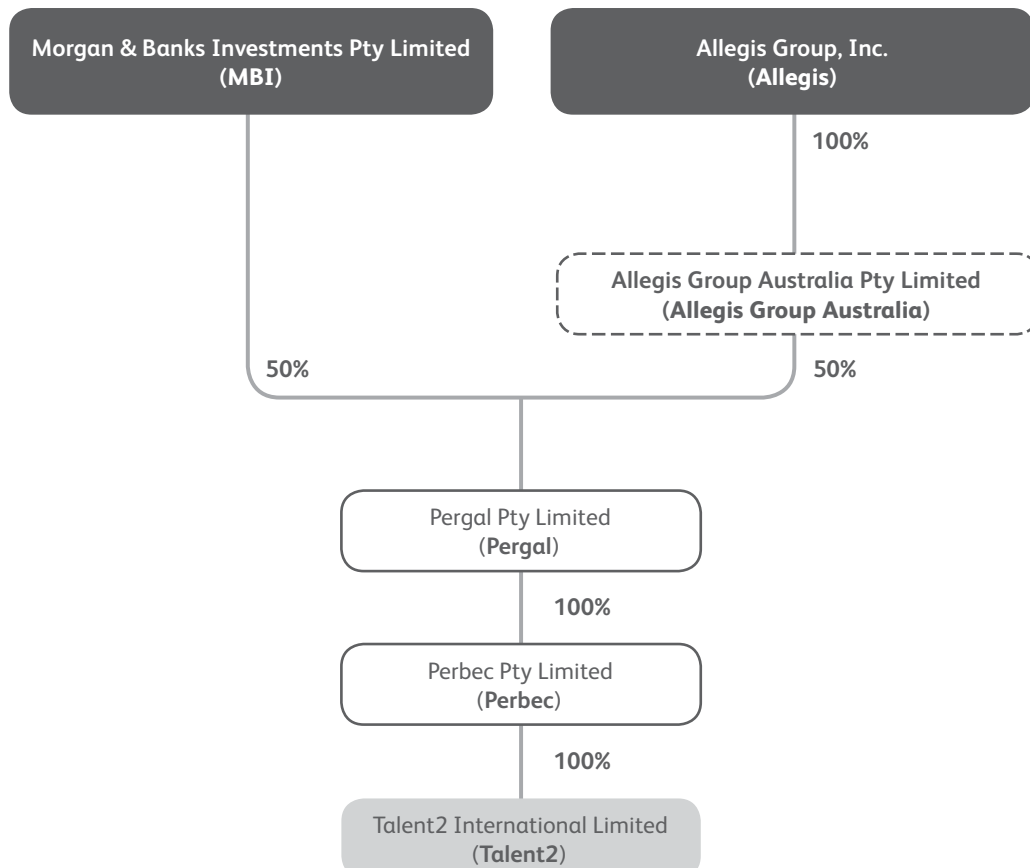 Morgan & Banks Investments Pty Limited
(MBI)
Allegis Group, Inc.
(Allegis)
100%
Allegis Group Australia Pty Limited
(Allegis Group Australia)
50%
50%
Pergal Pty Limited
(Pergal)
100%
Perbec Pty Limited
(Perbec)
100%
Talent2 International Limited
(Talent2)